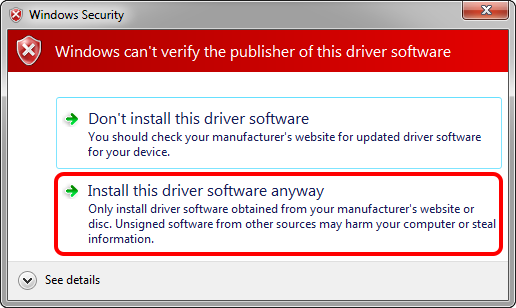 Windows Security
Windows can't verify the publisher of this driver software
Don't install this driver software
You should check your manufacturer's website for updated driver software
for your device.
Install this driver software anyway
Only install driver software obtained from your manufacturer's website or
disc. Unsigned software from other sources may harm your computer or steal
information.
See details